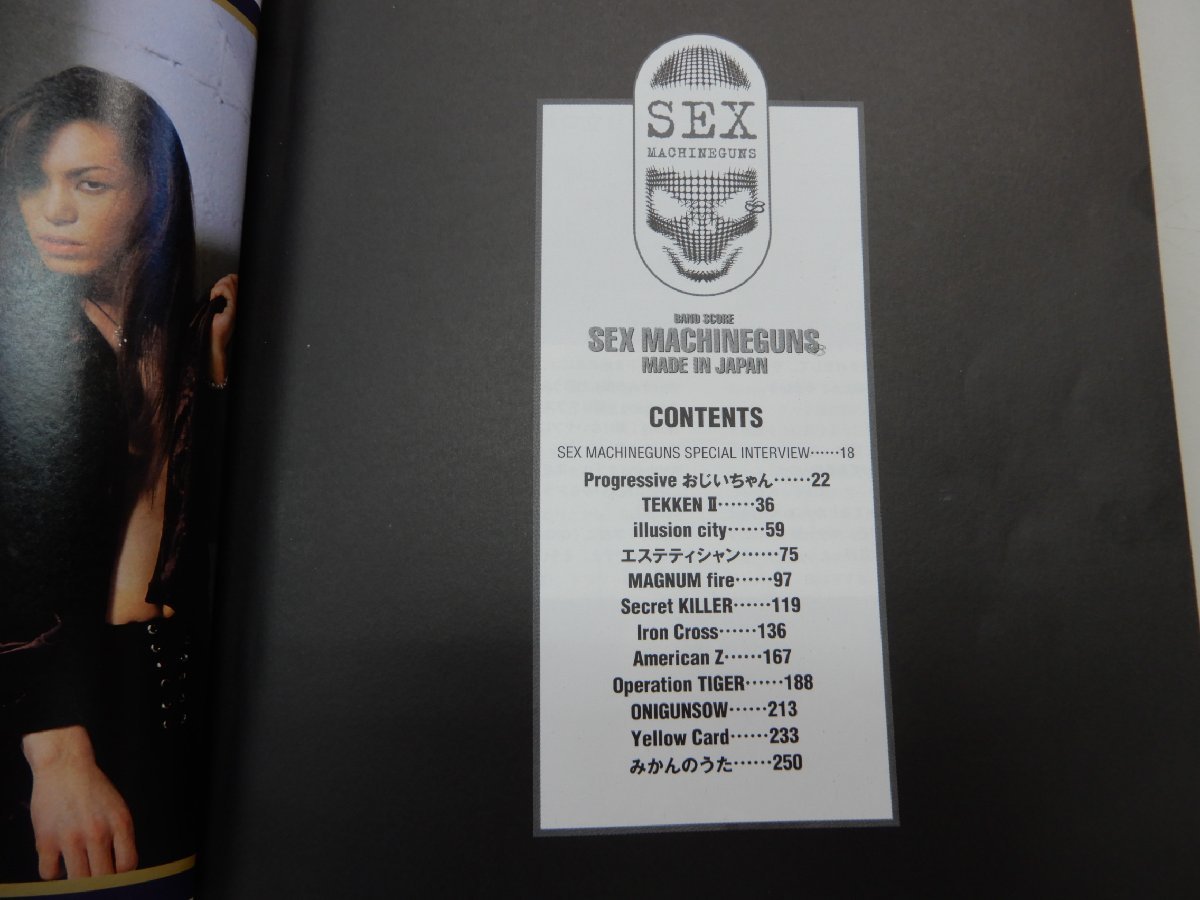 SEX
MACHINEGUNS
BAND SCORE
SEX MACHINEGUNS
MADE IN JAPAN
CONTENTS
SEX MACHINEGUNS SPECIAL INTERVIEW……18
Progressive おじいちゃん……22
TEKKEN Ⅱ……36
illusion city……59
エステティシャン……75
MAGNUM fire……97
Secret KILLER……119
Iron Cross……136
American Z……167
Operation TIGER……188
ONIGUNSOW……213
Yellow Card……233
みかんのうた……250